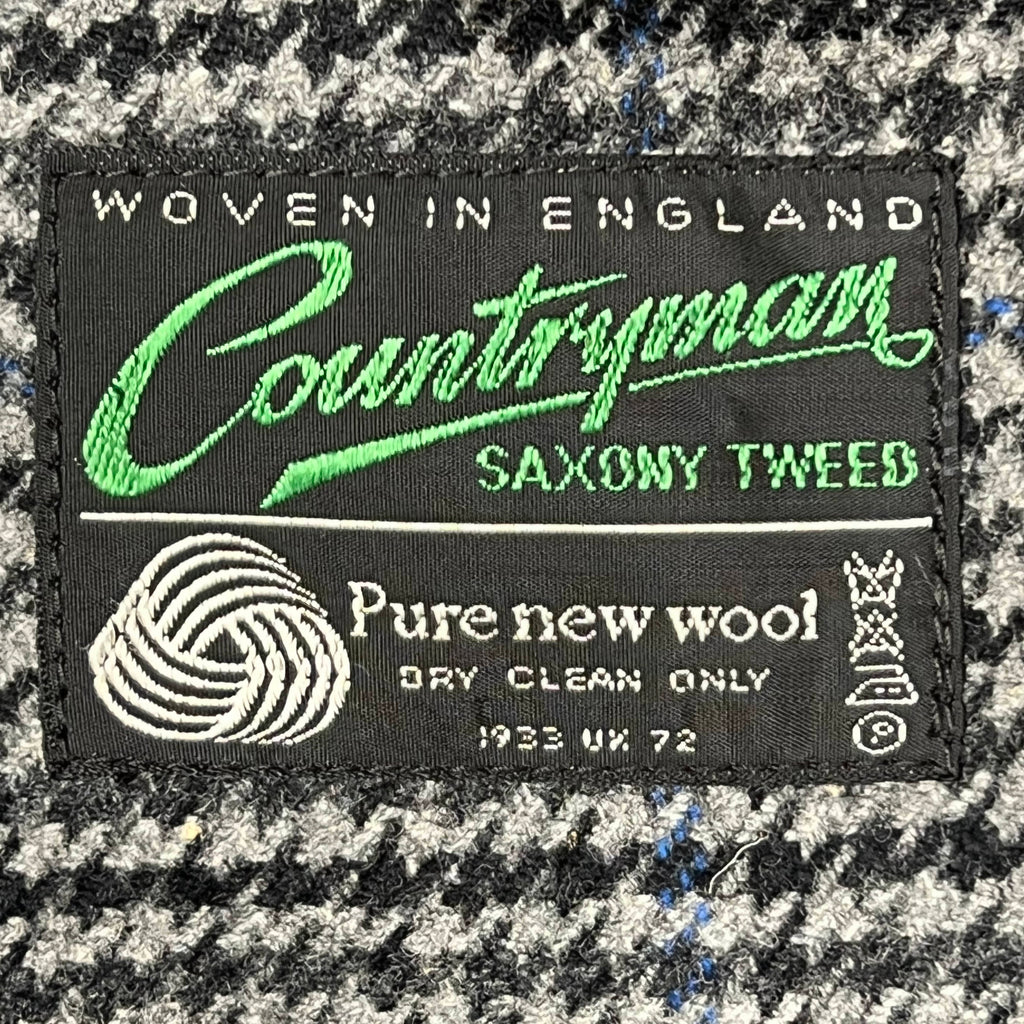 WOVEN IN ENGLAND
Countryman
SAXONY TWEED
Pure new wool
DRY CLEAN ONLY
1933 UK 72
P